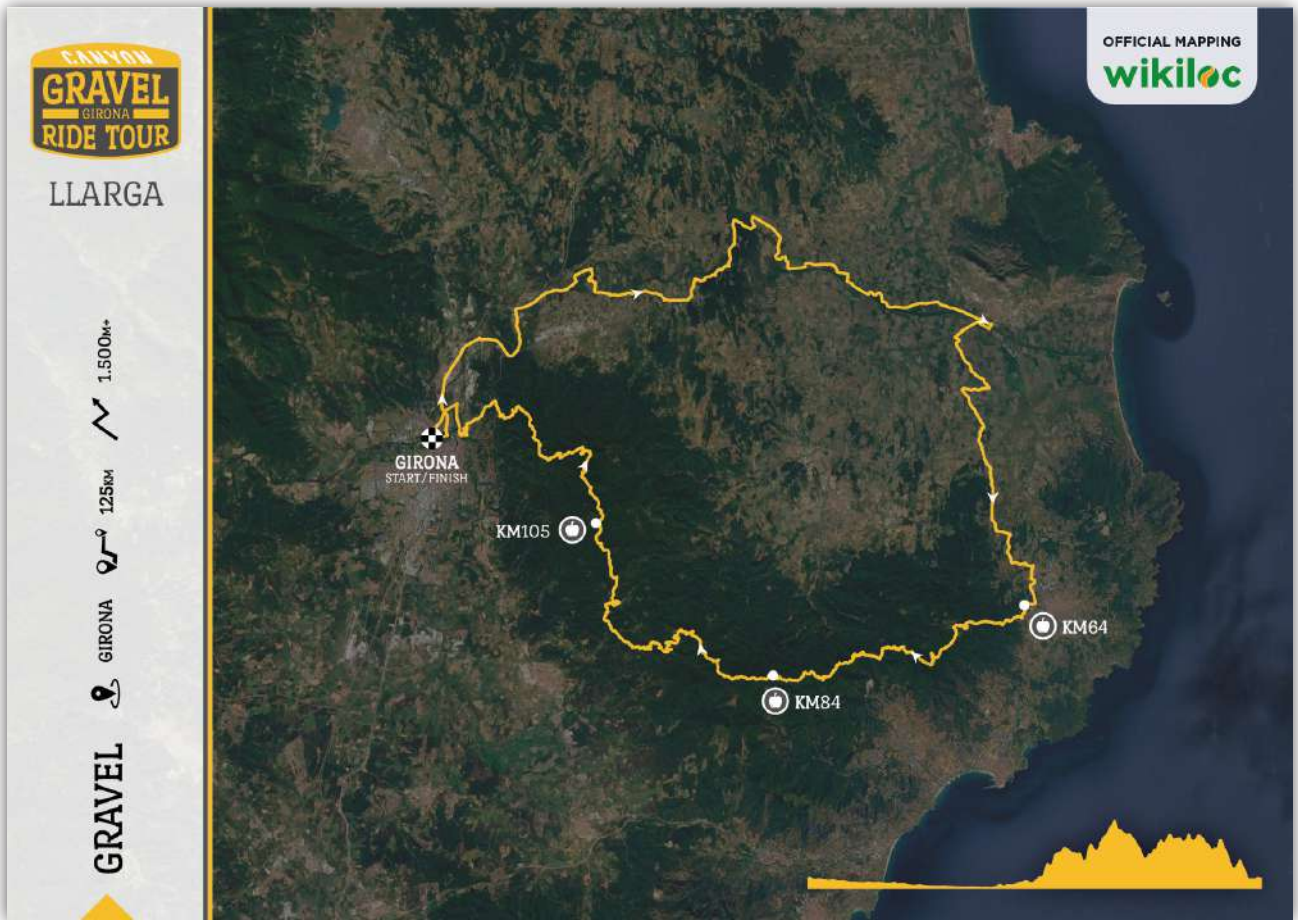 CANYON
GRAVEL
GIRONA
RIDE TOUR
LLARGA
GRAVEL
GIRONA
125KM
1.500M+
OFFICIAL MAPPING
wikiloc
GIRONA
START/FINISH
KM105
KM64
KM84